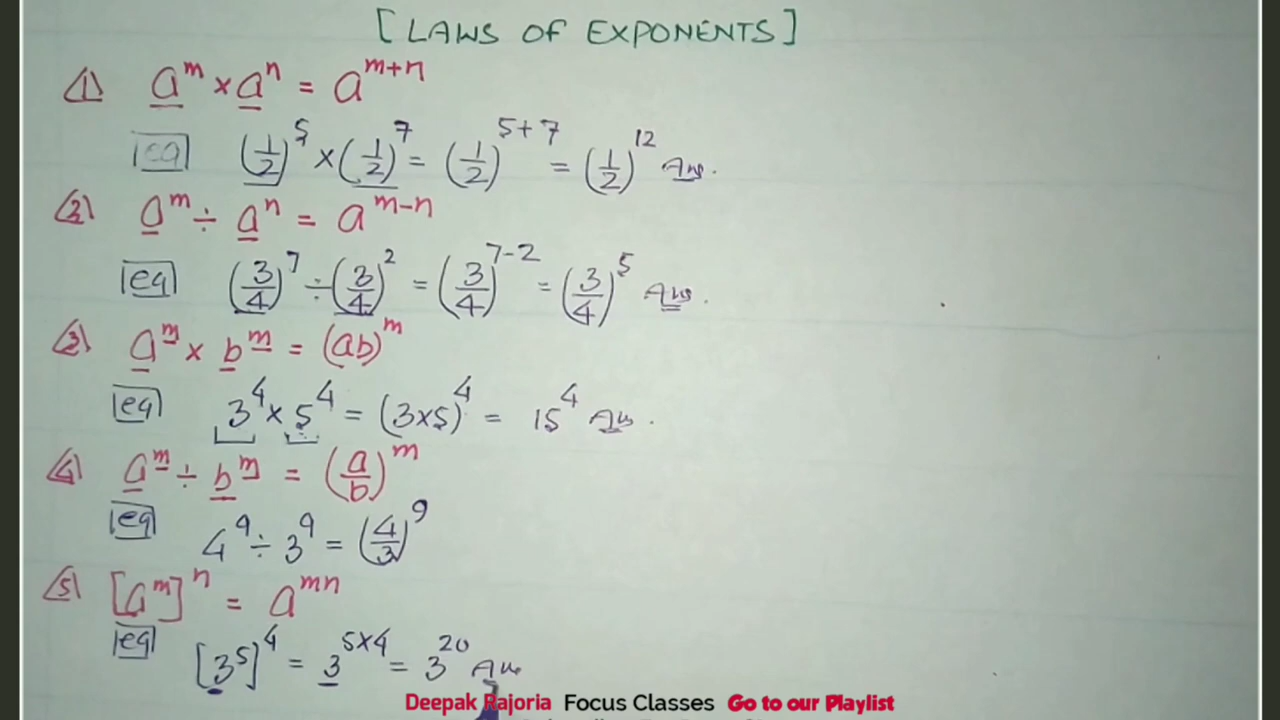 [LAWS OF EXPONENTS]
(1) a^m × a^n = a^(m+n)
eg (1/2)^5 × (1/2)^7 = (1/2)^(5+7) = (1/2)^12 Ans.
(2) a^m ÷ a^n = a^(m-n)
eg (3/4)^7 ÷ (3/4)^2 = (3/4)^(7-2) = (3/4)^5 Ans.
(3) a^m × b^m = (ab)^m
eg 3^4 × 5^4 = (3×5)^4 = 15^4 Ans.
(4) a^m ÷ b^m = (a/b)^m
eg 4^9 ÷ 3^9 = (4/3)^9
(5) [a^m]^n = a^(mn)
eg [3^5]^4 = 3^(5×4) = 3^20 Ans
Deepak Rajoria Focus Classes Go to our Playlist